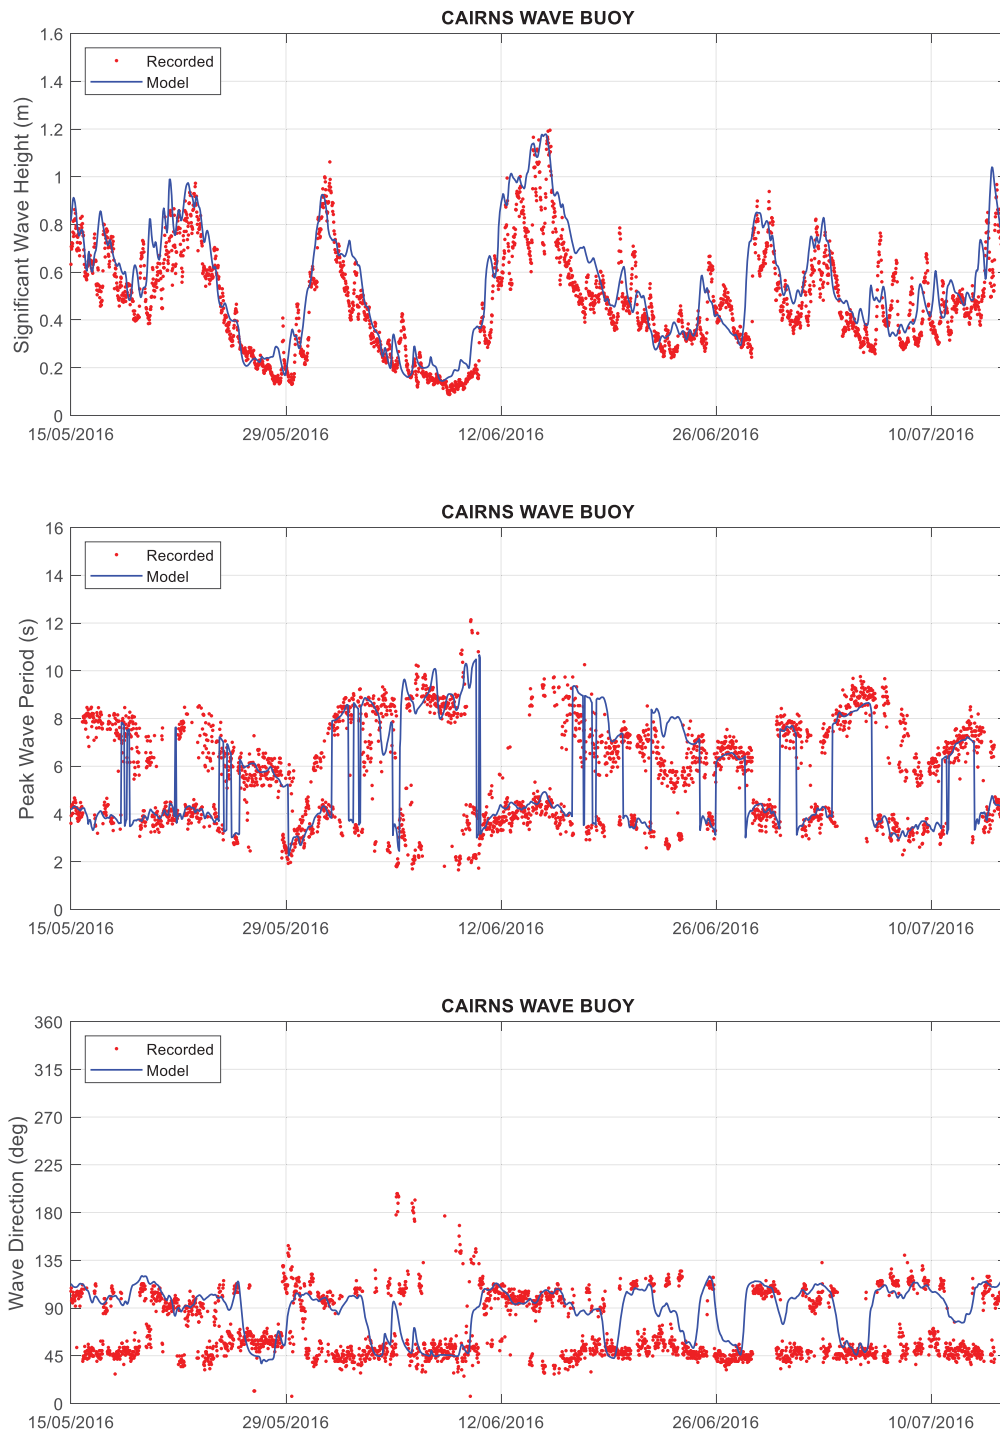 CAIRNS WAVE BUOY
Significant Wave Height (m)
1.6
1.4
1.2
1
0.8
0.6
0.4
0.2
0
Recorded
Model
15/05/2016 29/05/2016 12/06/2016 26/06/2016 10/07/2016
CAIRNS WAVE BUOY
Peak Wave Period (s)
16
14
12
10
8
6
4
2
0
Recorded
Model
15/05/2016 29/05/2016 12/06/2016 26/06/2016 10/07/2016
CAIRNS WAVE BUOY
Wave Direction (deg)
360
315
270
225
180
135
90
45
0
Recorded
Model
15/05/2016 29/05/2016 12/06/2016 26/06/2016 10/07/2016